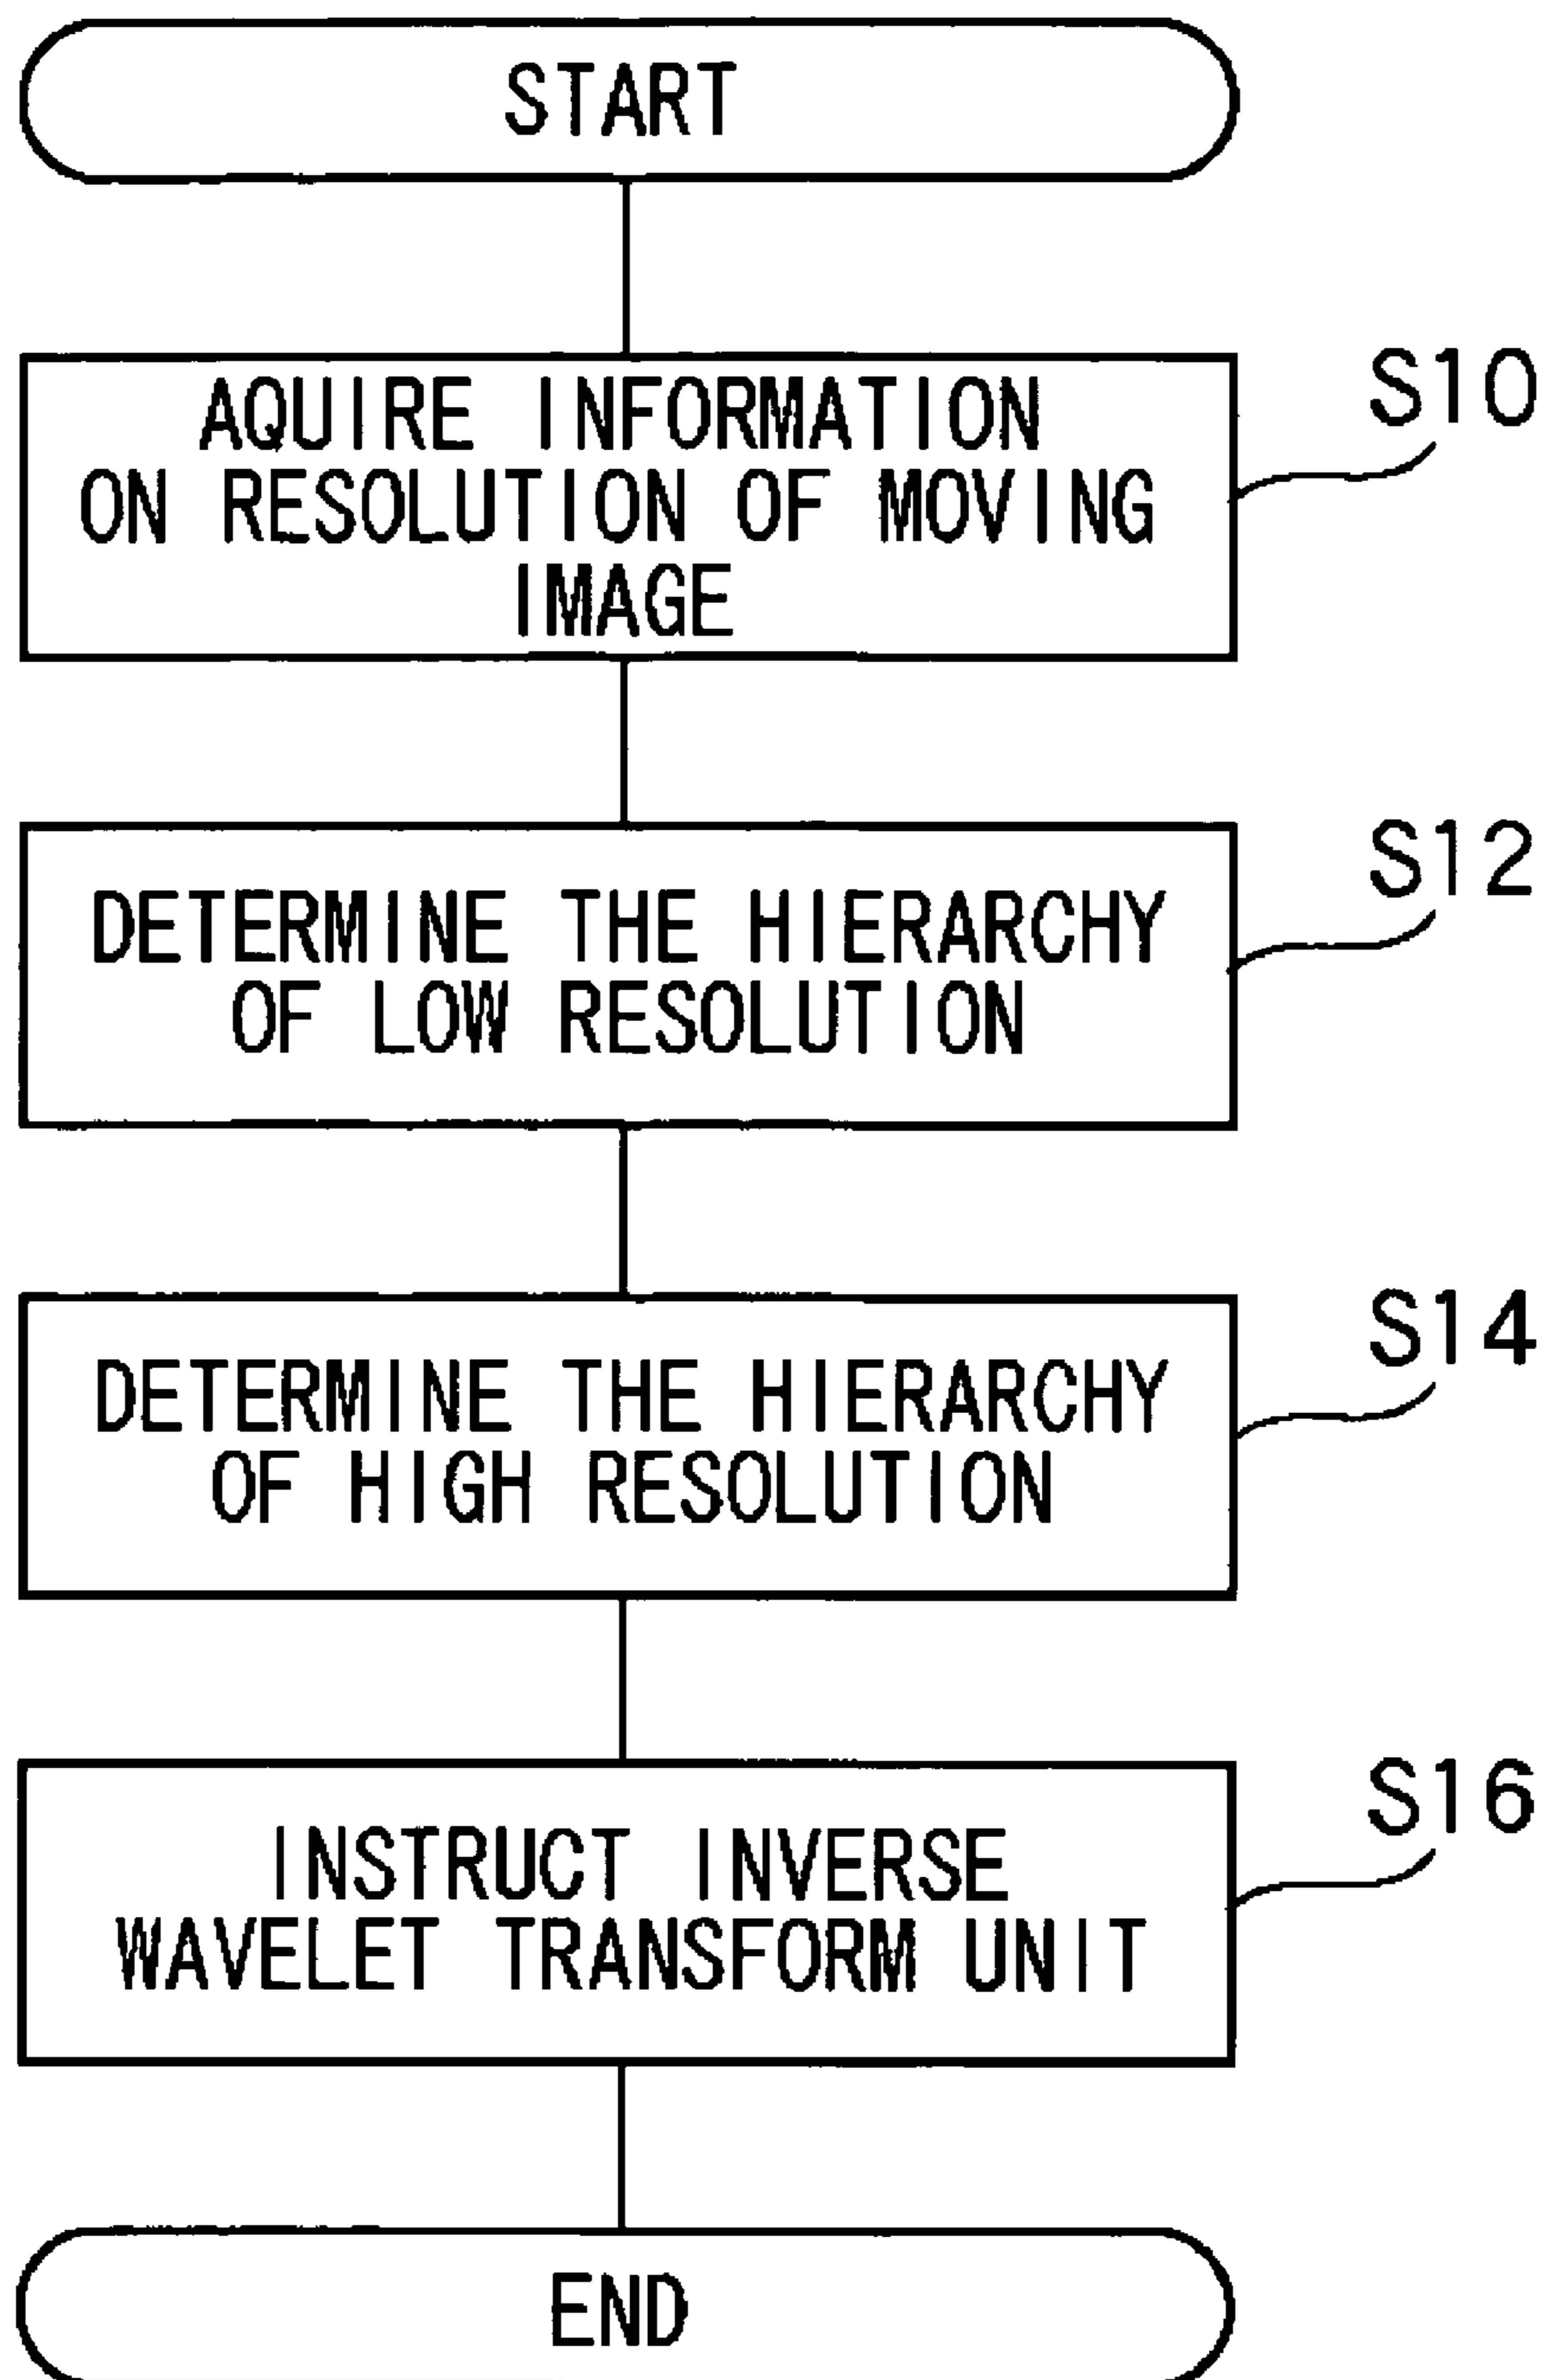 START
AQUIRE INFORMATION
ON RESOLUTION OF MOVING
IMAGE
S10
DETERMINE THE HIERARCHY
OF LOW RESOLUTION
S12
DETERMINE THE HIERARCHY
OF HIGH RESOLUTION
S14
INSTRUCT INVERSE
WAVELET TRANSFORM UNIT
S16
END